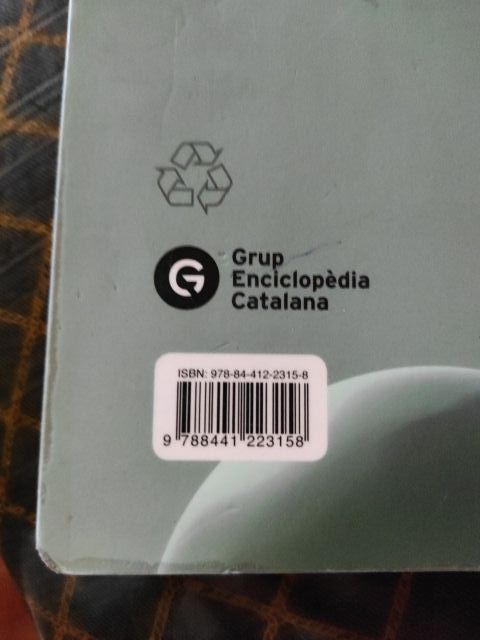 Grup
Enciclopèdia
Catalana
ISBN: 978-84-412-2315-8
9 788441 223158